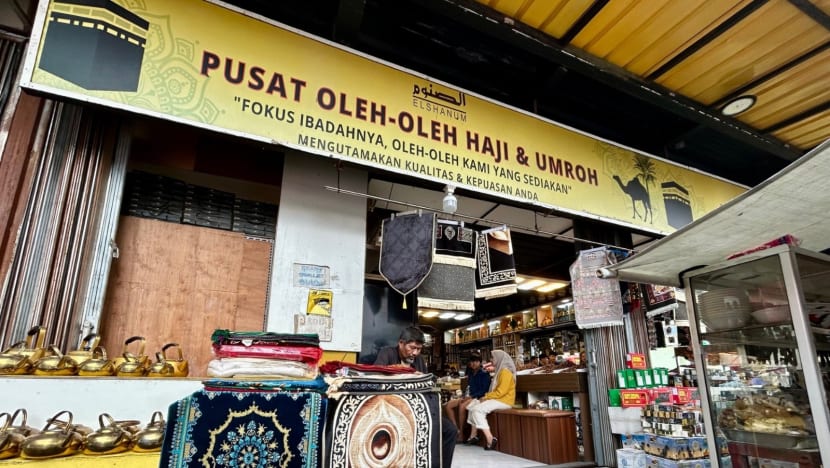 الصنوم
ELSHANUM
PUSAT OLEH-OLEH HAJI & UMROH
"FOKUS IBADAHNYA, OLEH-OLEH KAMI YANG SEDIAKAN"
MENGUTAMAKAN KUALITAS & KEPUASAN ANDA